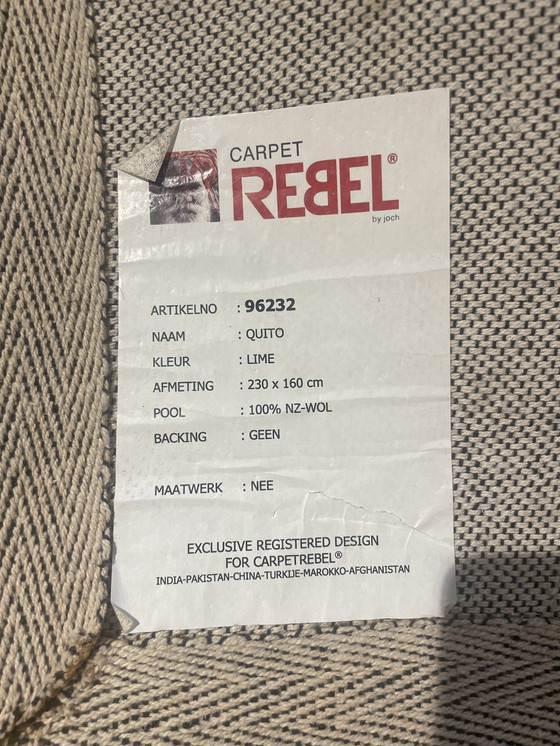 CARPET
REBEL®
by joch
ARTIKELNO : 96232
NAAM : QUITO
KLEUR : LIME
AFMETING : 230 x 160 cm
POOL : 100% NZ-WOL
BACKING : GEEN
MAATWERK : NEE
EXCLUSIVE REGISTERED DESIGN
FOR CARPETREBEL®
INDIA-PAKISTAN-CHINA-TURKIJE-MAROKKO-AFGHANISTAN